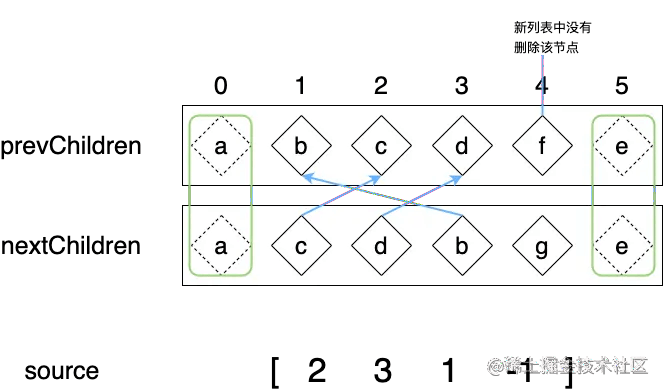 新列表中没有
删除该节点
0 1 2 3 4 5
prevChildren a b c d f e
nextChildren a c d b g e
source [ 2 3 1 -1 ]
@稀土掘金技术社区